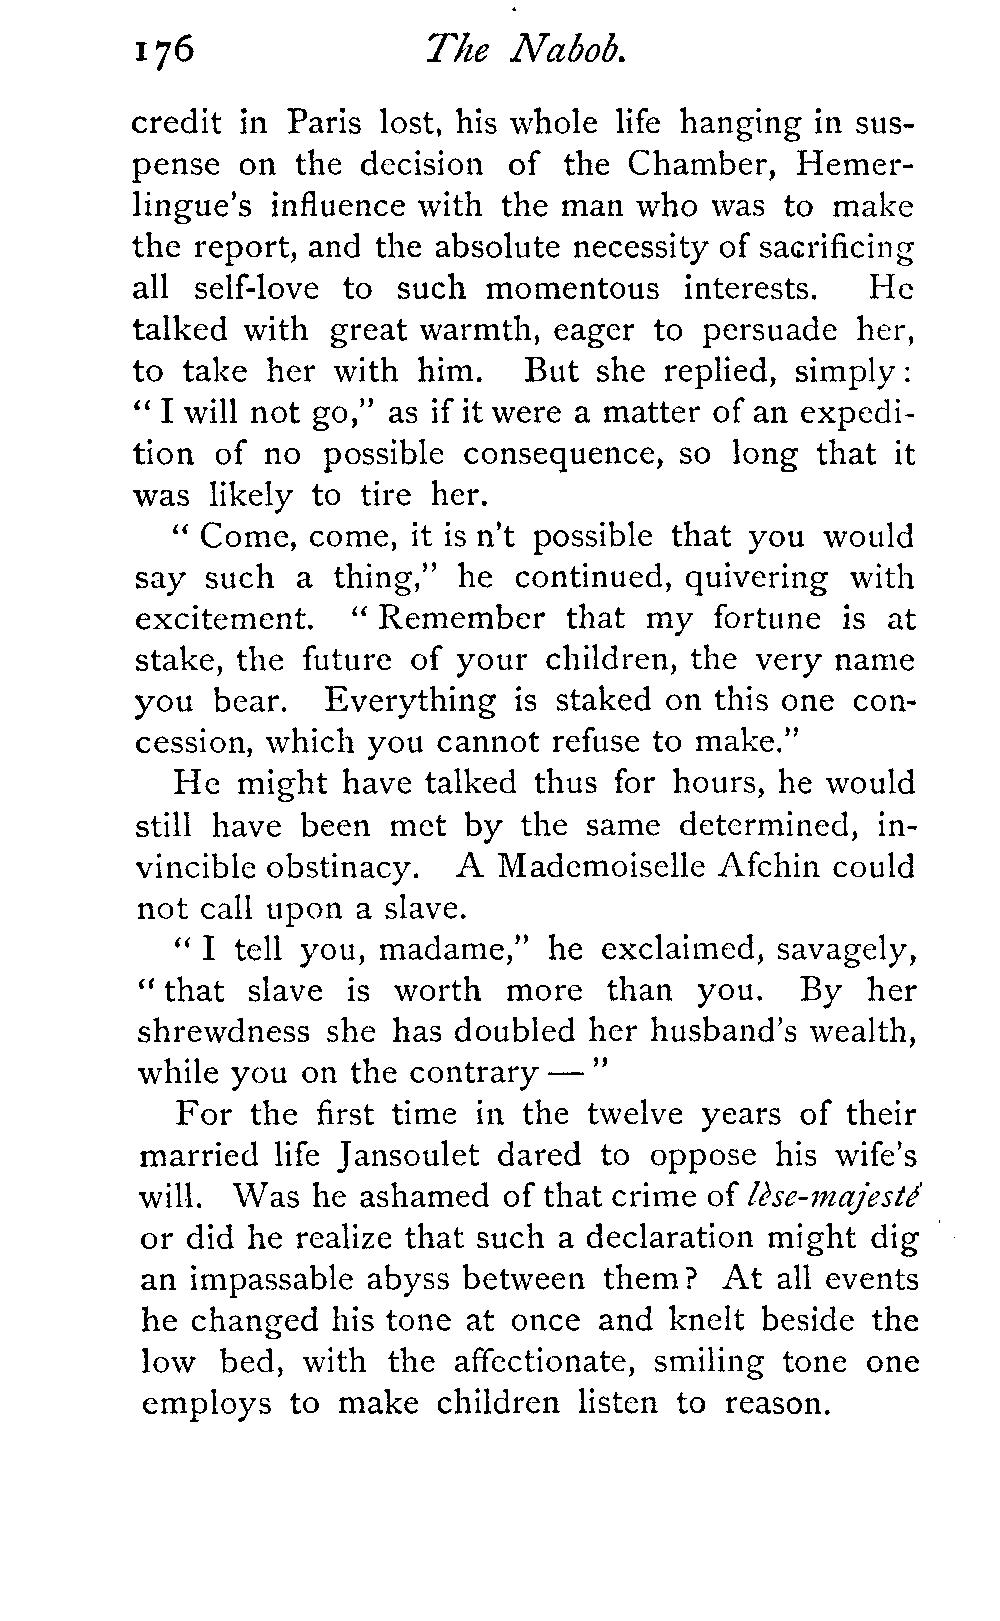 176 The Nabob.
credit in Paris lost, his whole life hanging in sus-
pense on the decision of the Chamber, Hemer-
lingue's influence with the man who was to make
the report, and the absolute necessity of sacrificing
all self-love to such momentous interests. He
talked with great warmth, eager to persuade her,
to take her with him. But she replied, simply:
“ I will not go,” as if it were a matter of an expedi-
tion of no possible consequence, so long that it
was likely to tire her.
“ Come, come, it is n't possible that you would
say such a thing,” he continued, quivering with
excitement. “ Remember that my fortune is at
stake, the future of your children, the very name
you bear. Everything is staked on this one con-
cession, which you cannot refuse to make.”
He might have talked thus for hours, he would
still have been met by the same determined, in-
vincible obstinacy. A Mademoiselle Afchin could
not call upon a slave.
“ I tell you, madame,” he exclaimed, savagely,
“ that slave is worth more than you. By her
shrewdness she has doubled her husband's wealth,
while you on the contrary — ”
For the first time in the twelve years of their
married life Jansoulet dared to oppose his wife's
will. Was he ashamed of that crime of lèse-majesté
or did he realize that such a declaration might dig
an impassable abyss between them? At all events
he changed his tone at once and knelt beside the
low bed, with the affectionate, smiling tone one
employs to make children listen to reason.